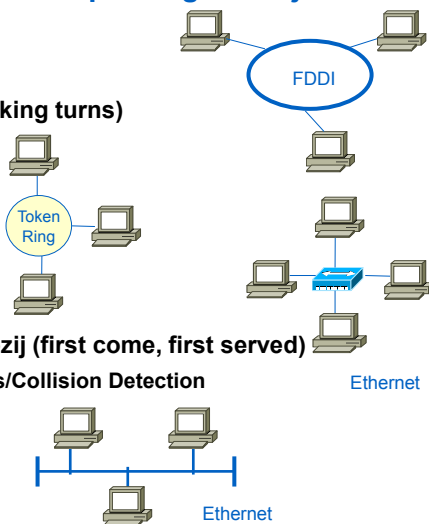 FDDI
king turns)
Token
Ring
zij (first come, first served)
s/Collision Detection
Ethernet
Ethernet